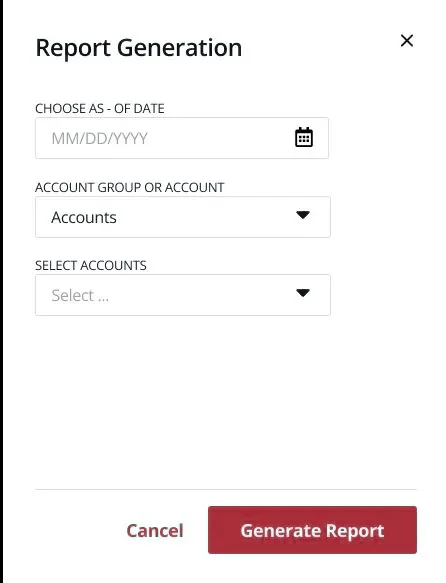 Report Generation
CHOOSE AS - OF DATE
MM/DD/YYYY
ACCOUNT GROUP OR ACCOUNT
Accounts
SELECT ACCOUNTS
Select ...
Cancel
Generate Report